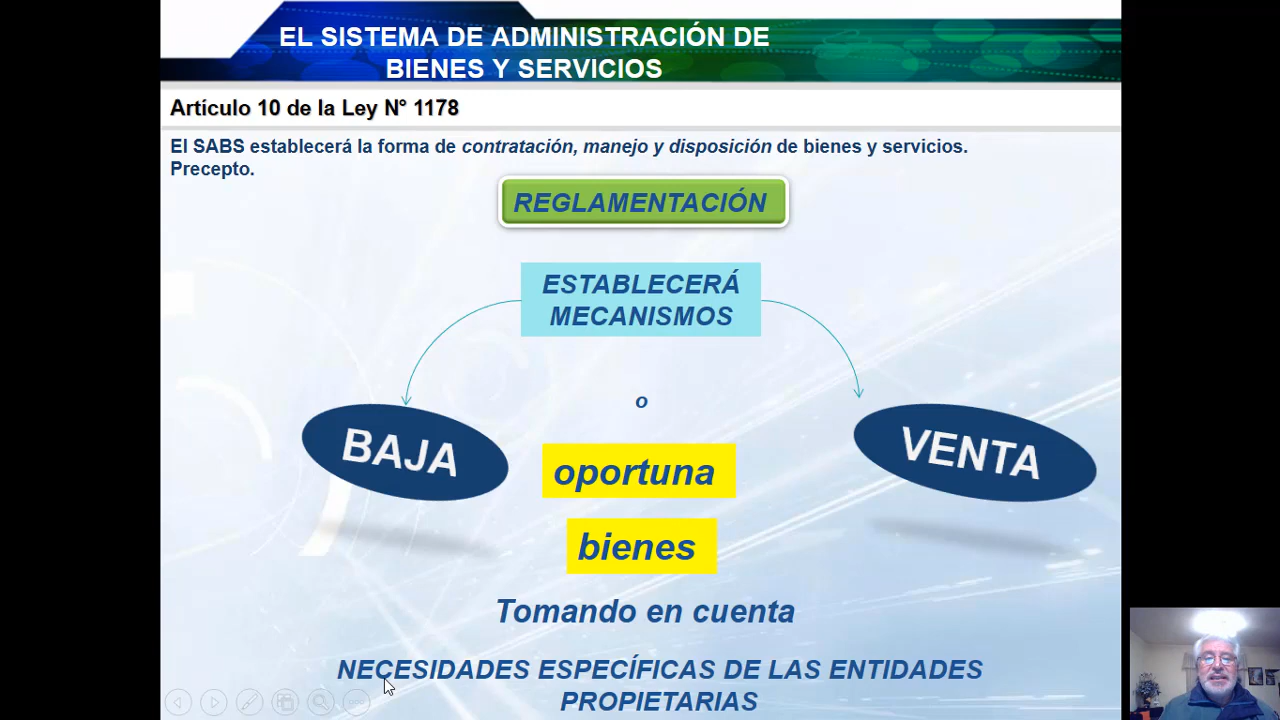 EL SISTEMA DE ADMINISTRACIÓN DE
BIENES Y SERVICIOS
Artículo 10 de la Ley N° 1178
El SABS establecerá la forma de contratación, manejo y disposición de bienes y servicios.
Precepto.
REGLAMENTACIÓN
ESTABLECERÁ
MECANISMOS
o
BAJA
VENTA
oportuna
bienes
Tomando en cuenta
NECESIDADES ESPECÍFICAS DE LAS ENTIDADES
PROPIETARIAS